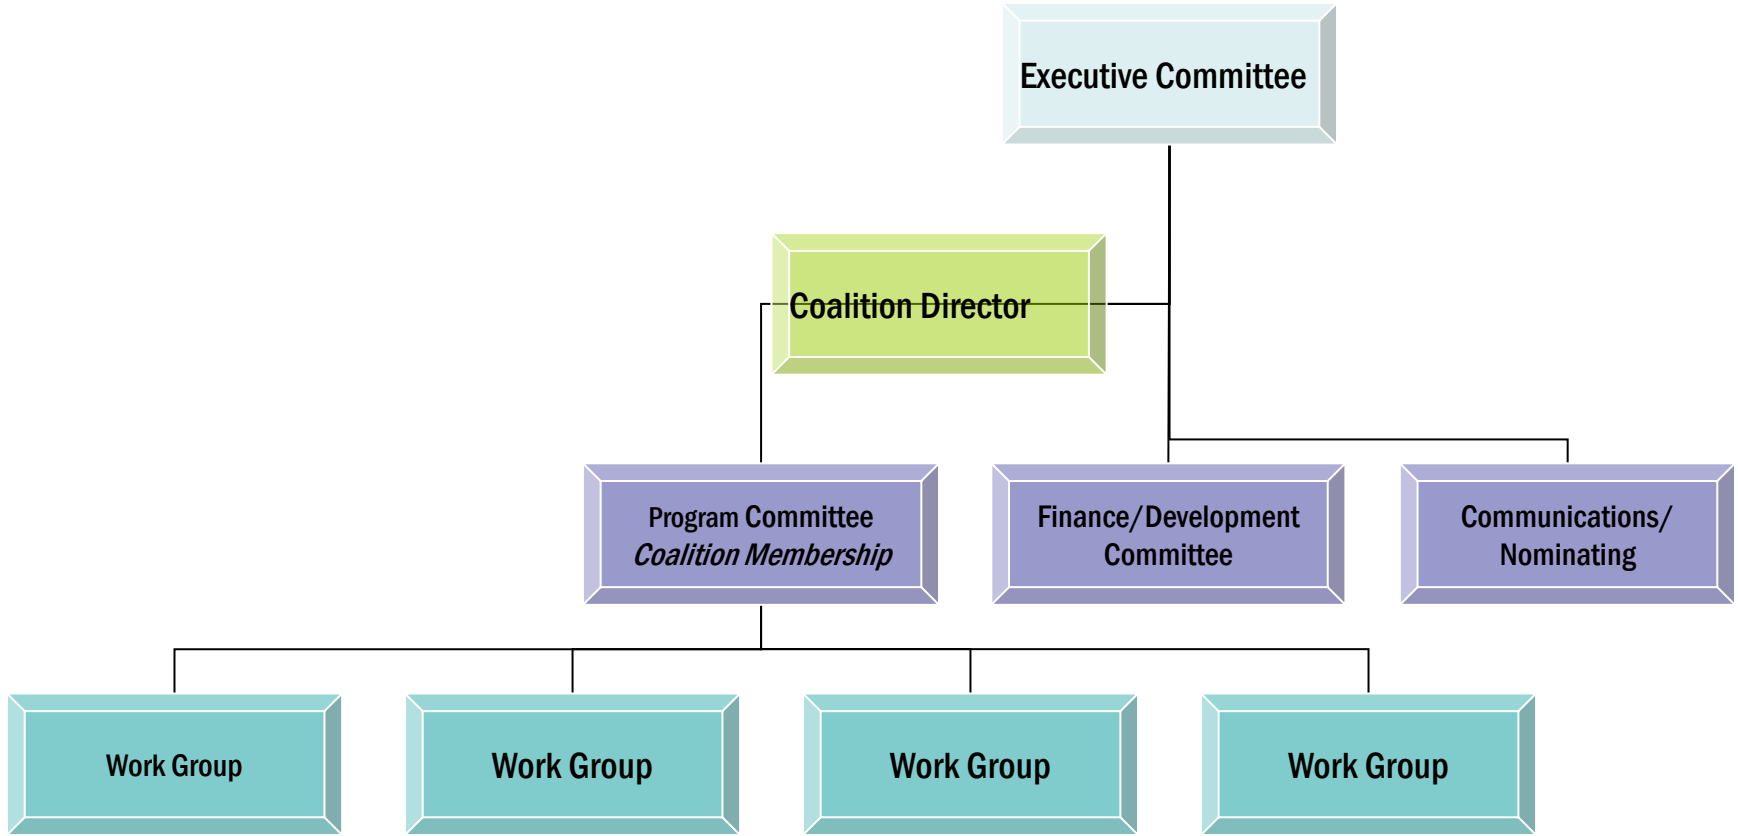 Executive Committee
Coalition Director
Program Committee
Coalition Membership
Finance/Development
Committee
Communications/
Nominating
Work Group
Work Group
Work Group
Work Group